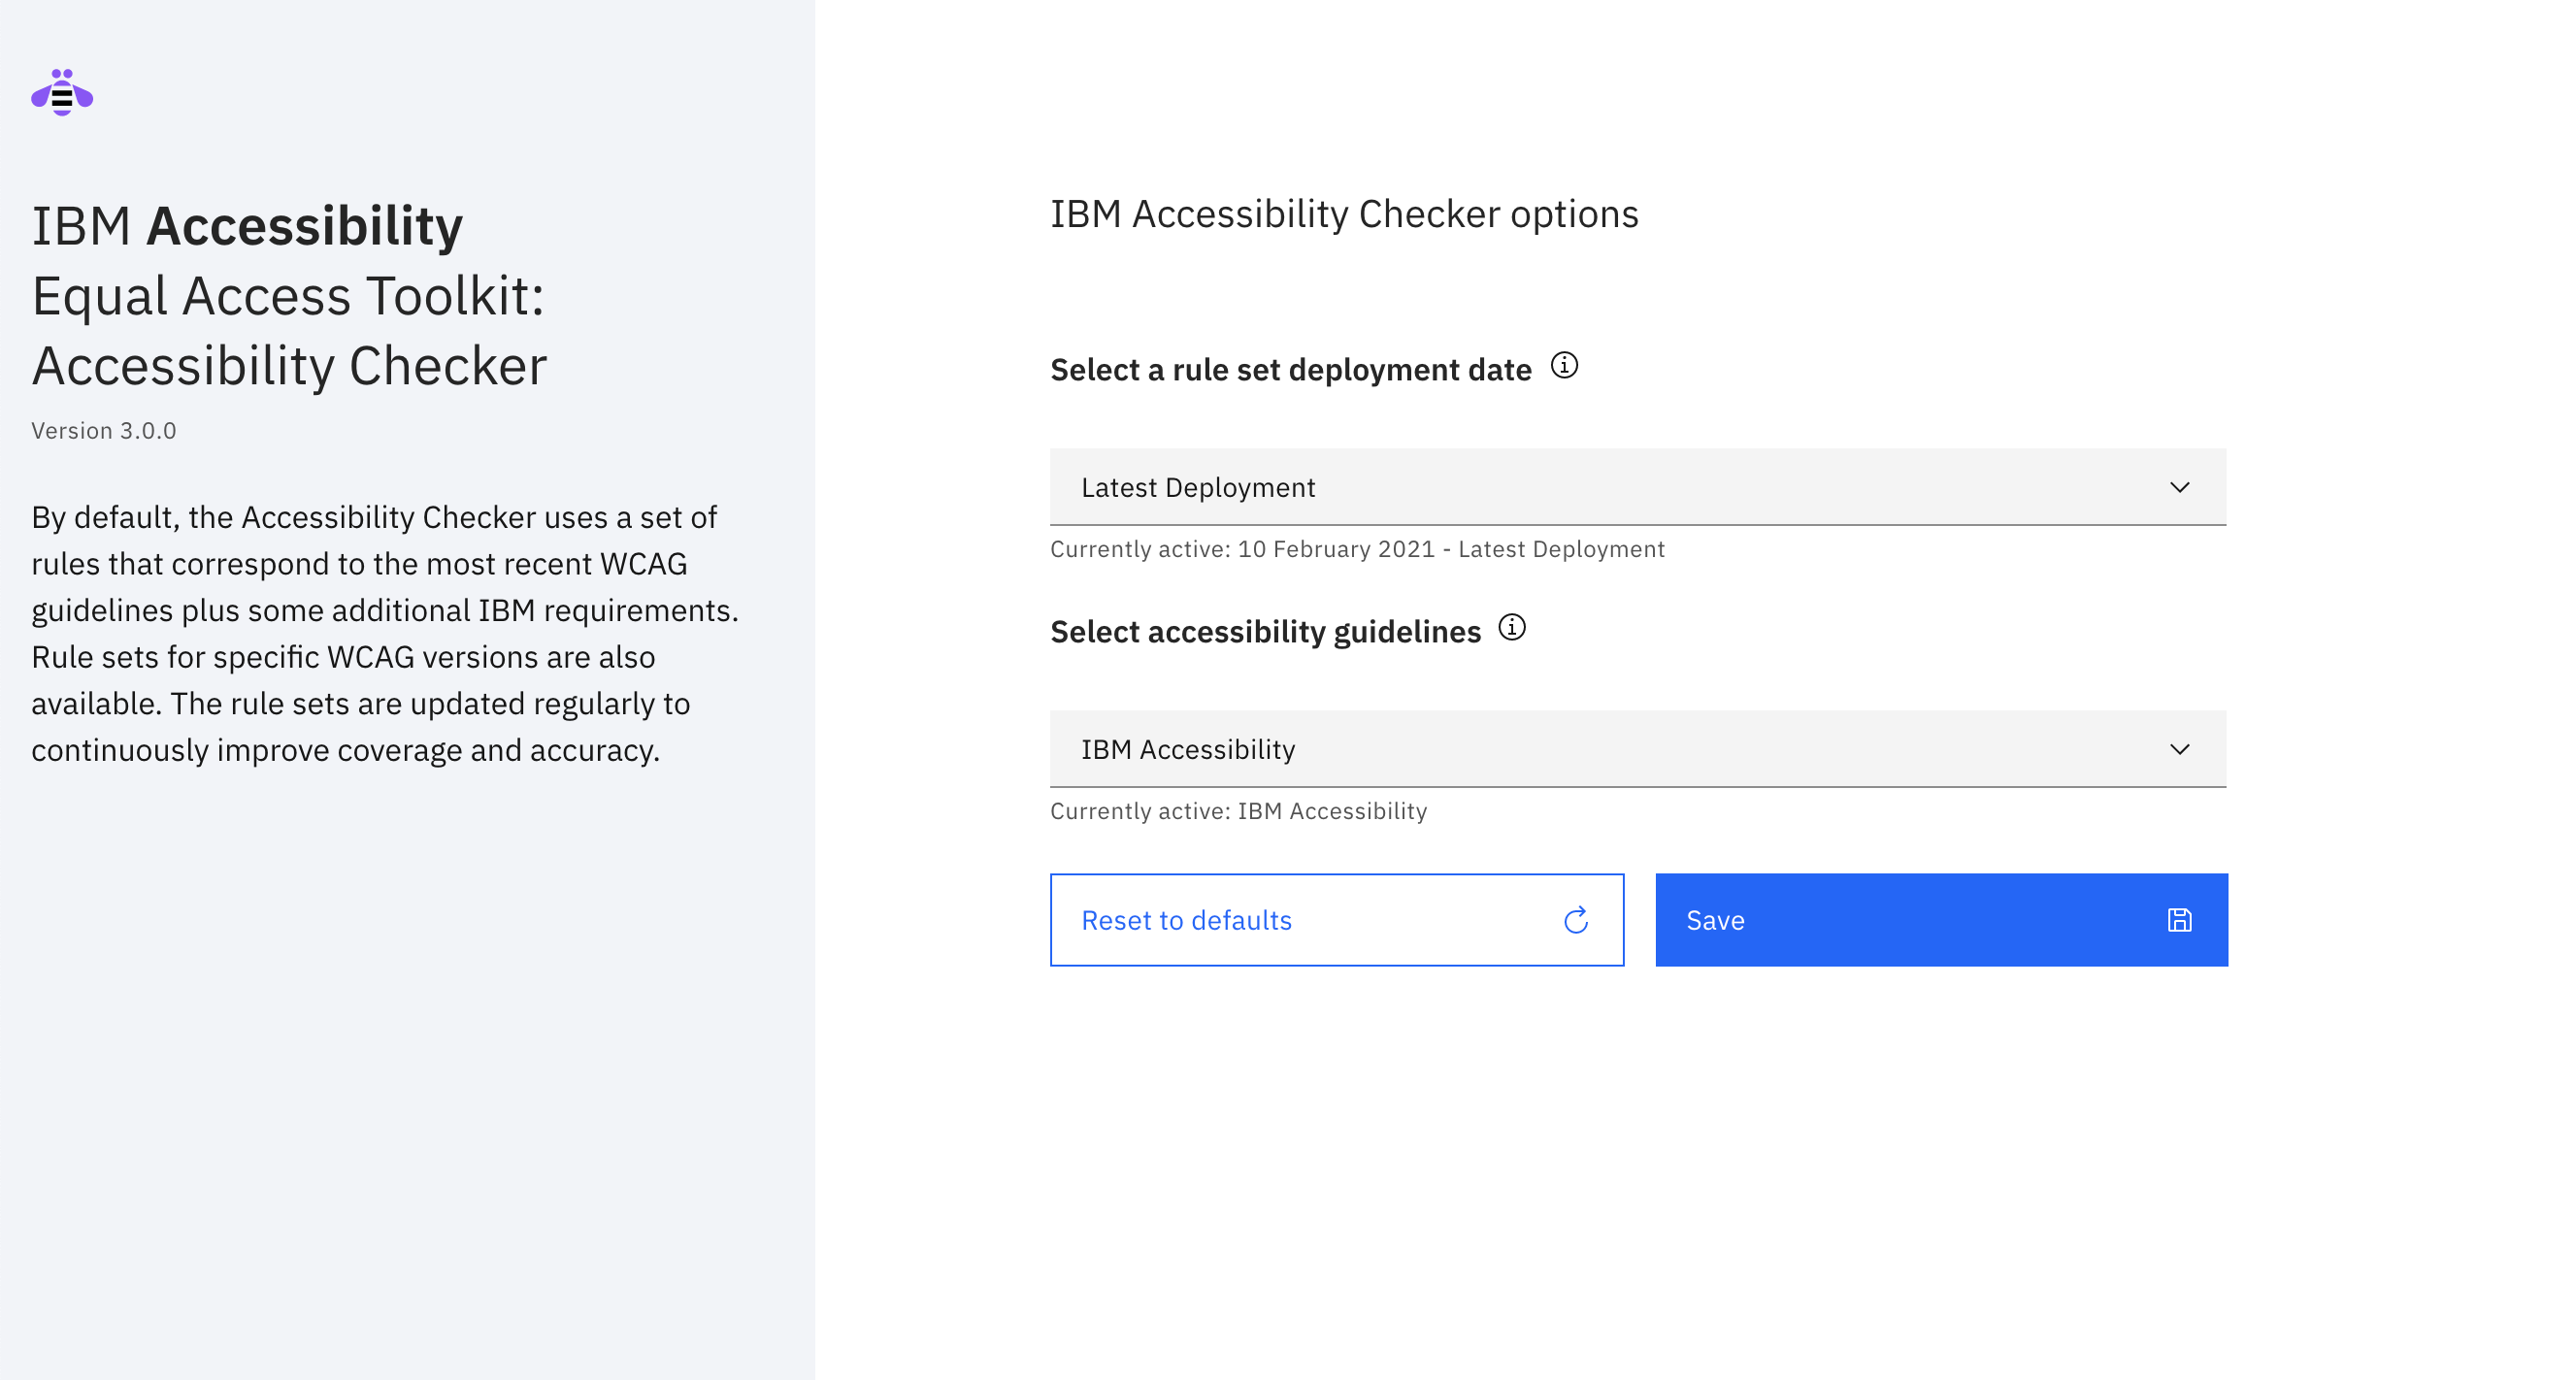 IBM Accessibility
Equal Access Toolkit:
Accessibility Checker
Version 3.0.0
By default, the Accessibility Checker uses a set of
rules that correspond to the most recent WCAG
guidelines plus some additional IBM requirements.
Rule sets for specific WCAG versions are also
available. The rule sets are updated regularly to
continuously improve coverage and accuracy.
IBM Accessibility Checker options
Select a rule set deployment date
Latest Deployment
Currently active: 10 February 2021 - Latest Deployment
Select accessibility guidelines
IBM Accessibility
Currently active: IBM Accessibility
Reset to defaults
Save